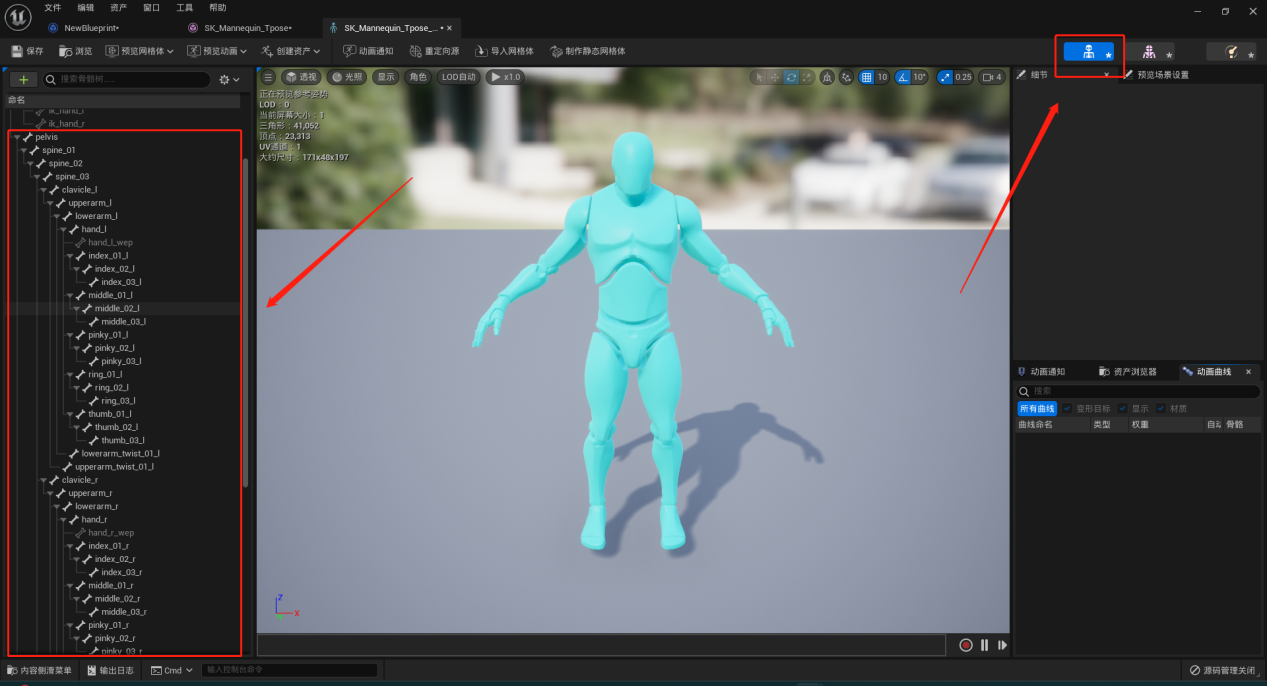 文件 编辑 资产 窗口 工具 帮助
NewBlueprint•
SK_Mannequin_Tpose•
SK_Mannequin_Tpose_... • ×
保存 浏览 预览网格体 预览动画 创建资产 动画通知 重定向源 导入网格体 制作静态网格体
搜索骨骼树......
命名
ik_hand_l
ik_hand_r
pelvis
spine_01
spine_02
spine_03
clavicle_l
upperarm_l
lowerarm_l
hand_l
hand_l_wep
index_01_l
index_02_l
index_03_l
middle_01_l
middle_02_l
middle_03_l
pinky_01_l
pinky_02_l
pinky_03_l
ring_01_l
ring_02_l
ring_03_l
thumb_01_l
thumb_02_l
thumb_03_l
lowerarm_twist_01_l
upperarm_twist_01_l
clavicle_r
upperarm_r
lowerarm_r
hand_r
hand_r_wep
index_01_r
index_02_r
index_03_r
middle_01_r
middle_02_r
middle_03_r
pinky_01_r
pinky_02_r
pinky_03_r
透视 光照 显示 角色 LOD自动 x1.0
10 10° 0.25 4
正在预览参考姿势
LOD：0
当前屏幕大小：1
三角形：41,052
顶点：23,313
UV通道：1
大约尺寸：171x48x197
Z
X
细节 × 预览场景设置
动画通知 资产浏览器 动画曲线 ×
搜索
所有曲线 变形目标 显示 材质
曲线命名 类型 权重 自动 骨骼
内容侧滑菜单 输出日志 Cmd 输入控制台命令
源码管理关闭